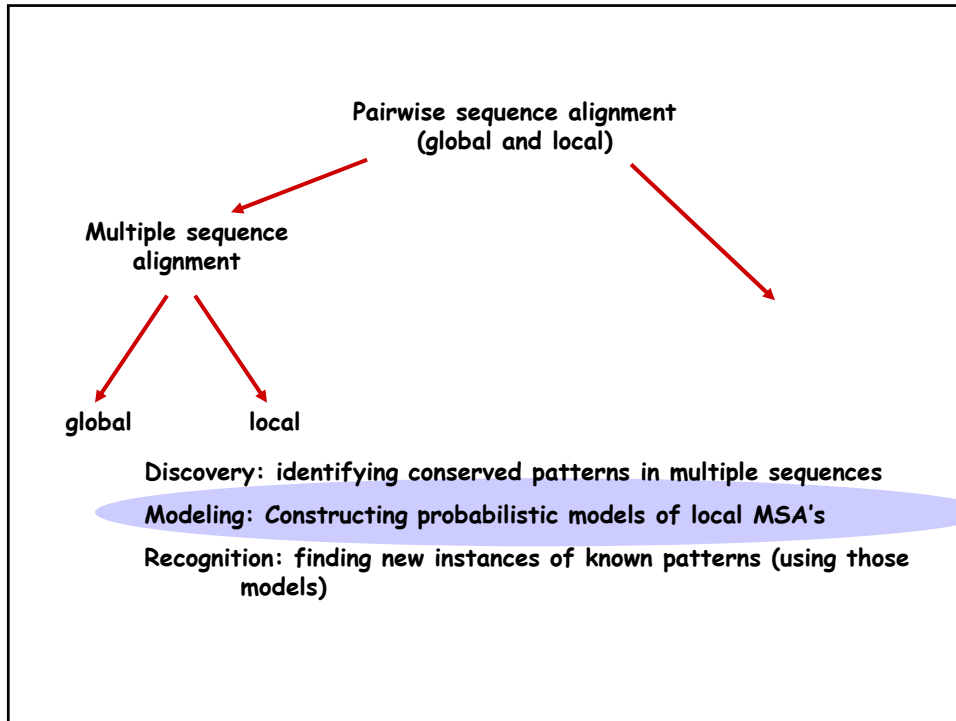 Pairwise sequence alignment
(global and local)
Multiple sequence
alignment
global
local
Discovery: identifying conserved patterns in multiple sequences
Modeling: Constructing probabilistic models of local MSA's
Recognition: finding new instances of known patterns (using those
models)